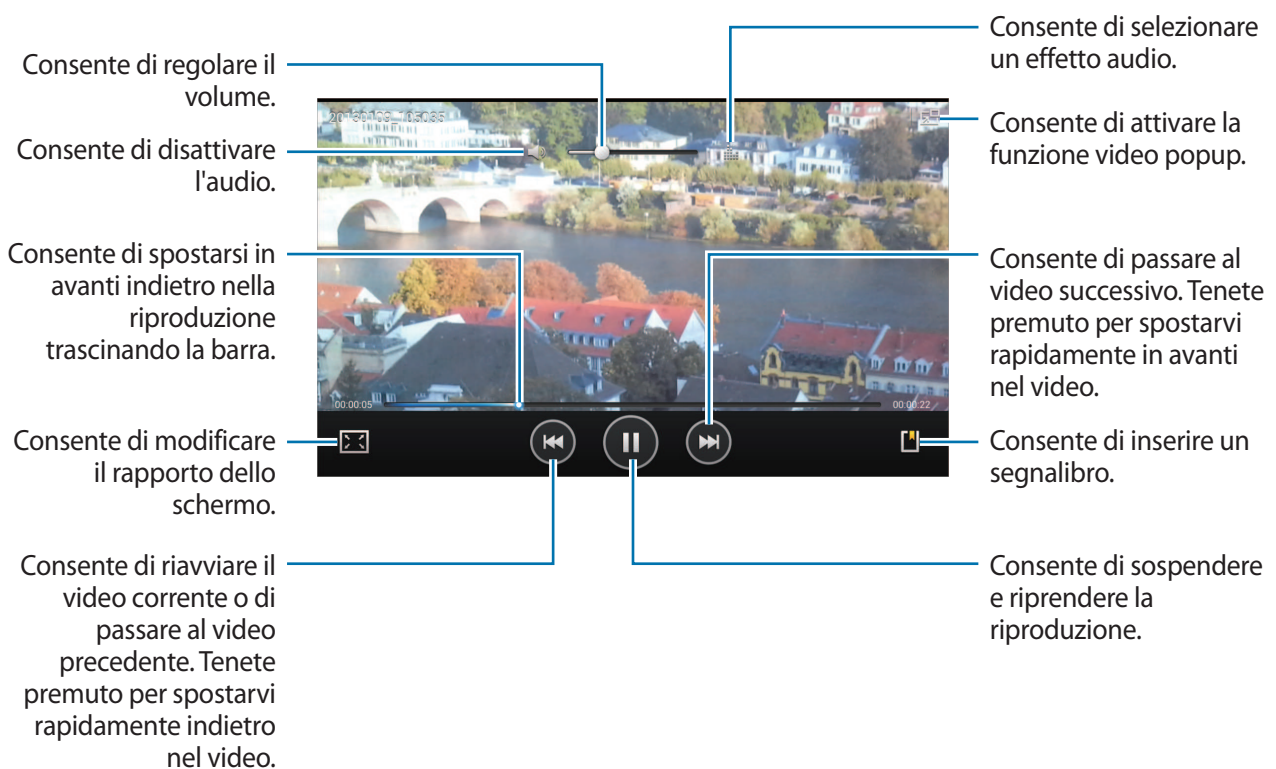 Consente di regolare il
volume.
Consente di disattivare
l'audio.
Consente di spostarsi in
avanti indietro nella
riproduzione
trascinando la barra.
Consente di modificare
il rapporto dello
schermo.
Consente di riavviare il
video corrente o di
passare al video
precedente. Tenete
premuto per spostarvi
rapidamente indietro
nel video.
20130109_105035
00:00:05
00:00:22
Consente di selezionare
un effetto audio.
Consente di attivare la
funzione video popup.
Consente di passare al
video successivo. Tenete
premuto per spostarvi
rapidamente in avanti
nel video.
Consente di inserire un
segnalibro.
Consente di sospendere
e riprendere la
riproduzione.